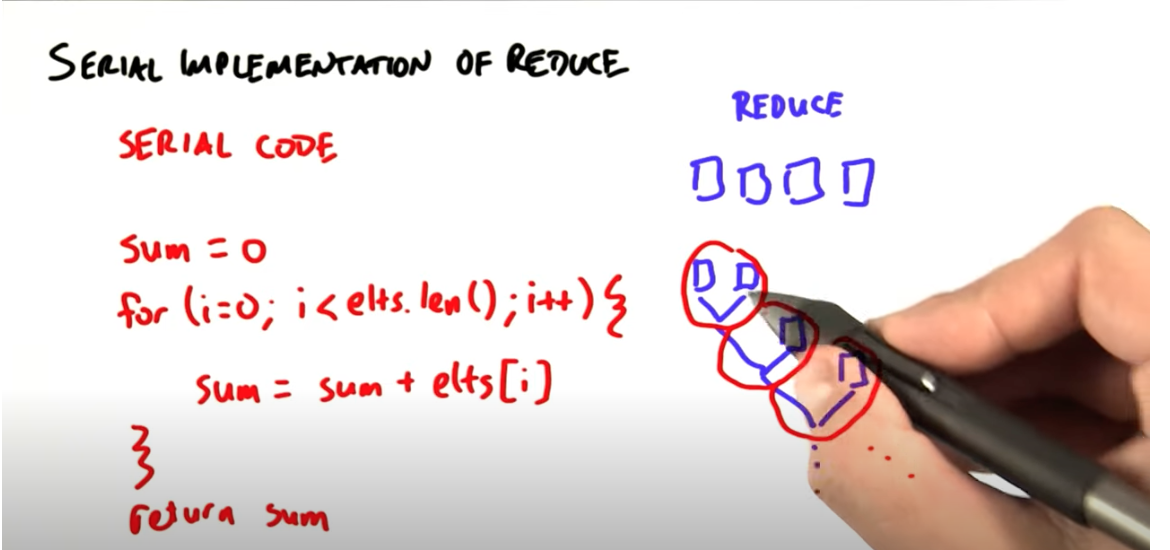 SERIAL IMPLEMENTATION OF REDUCE
SERIAL CODE
sum = 0
for (i=0; i < elts.len(); i++) {
sum = sum + elts[i]
}
return sum
REDUCE